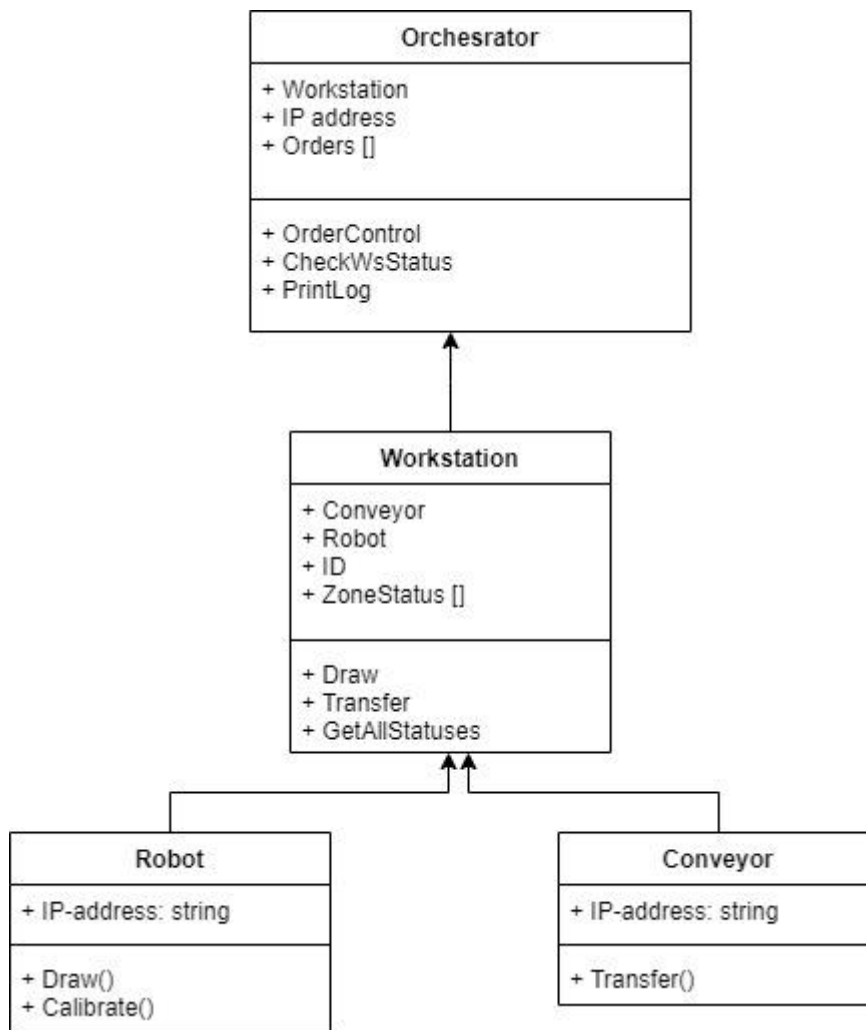 Orchesrator
+ Workstation
+ IP address
+ Orders []
+ OrderControl
+ CheckWsStatus
+ PrintLog
Workstation
+ Conveyor
+ Robot
+ ID
+ ZoneStatus []
+ Draw
+ Transfer
+ GetAllStatuses
Robot
+ IP-address: string
+ Draw()
+ Calibrate()
Conveyor
+ IP-address: string
+ Transfer()